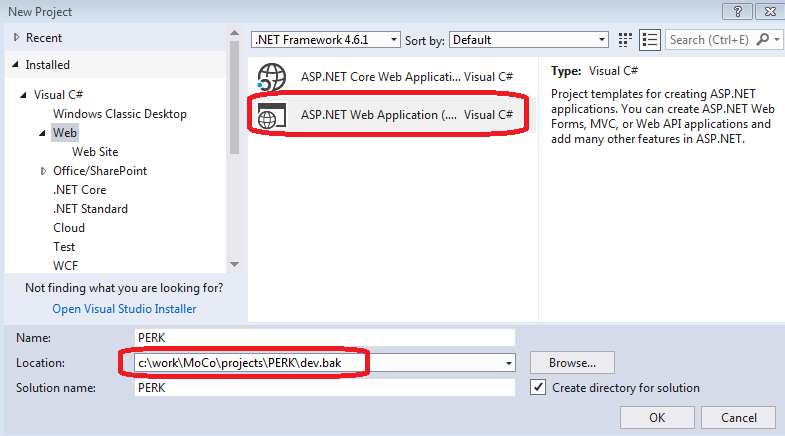 New Project
Recent
Installed
Visual C#
Windows Classic Desktop
Web
Web Site
Office/SharePoint
.NET Core
.NET Standard
Cloud
Test
WCF
Not finding what you are looking for?
Open Visual Studio Installer
.NET Framework 4.6.1
Sort by:
Default
ASP.NET Core Web Applicati... Visual C#
ASP.NET Web Application (.... Visual C#
Search (Ctrl+E)
Type: Visual C#
Project templates for creating ASP.NET
applications. You can create ASP.NET Web
Forms, MVC, or Web API applications and
add many other features in ASP.NET.
Name: PERK
Location: c:\work\MoCo\projects\PERK\dev.bak
Browse...
Solution name: PERK
Create directory for solution
OK
Cancel